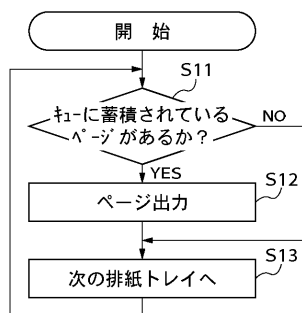 開　始
S11
ｷｭｰに蓄積されている
ﾍﾟｰｼﾞがあるか？
NO
YES
S12
ページ出力
S13
次の排紙トレイへ